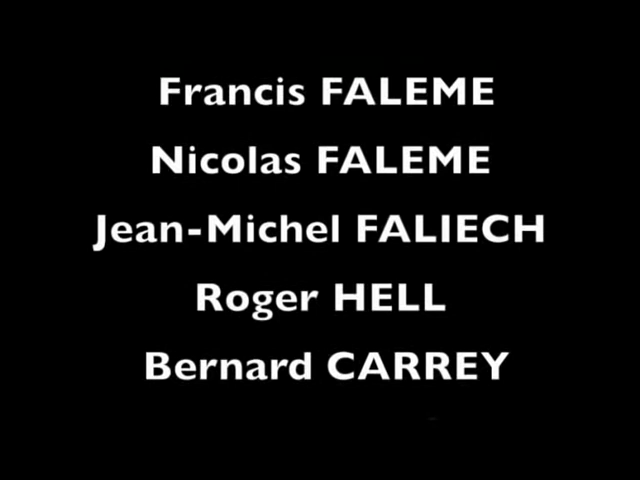 Francis FALEME
Nicolas FALEME
Jean-Michel FALIECH
Roger HELL
Bernard CARREY